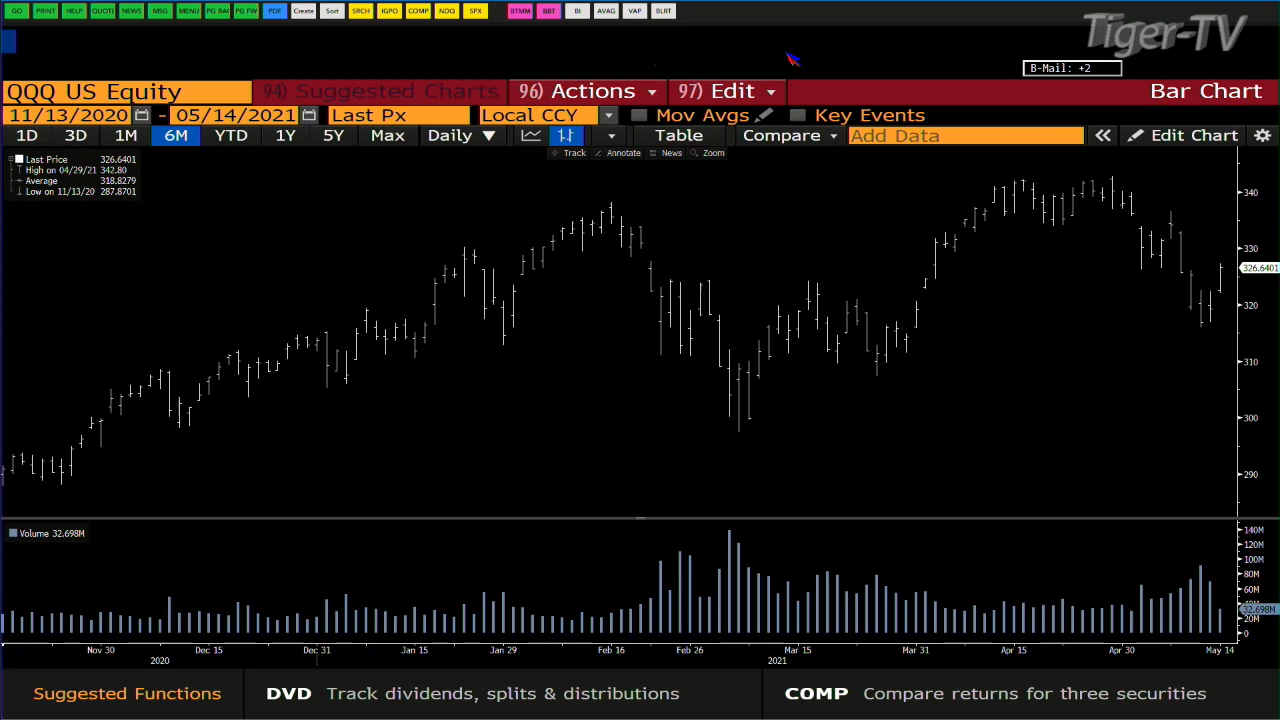 GO PRINT HELP QUOTI NEWS MSG MENU PG BAC PG FW PDF Create Sort SRCH IGPO COMP NDQ SPX BTMM BBT BI AVAG VAP BLRT
Tiger-TV
B-Mail: +2
QQQ US Equity 94) Suggested Charts 96) Actions 97) Edit Bar Chart
11/13/2020 - 05/14/2021 Last Px Local CCY Mov Avgs Key Events
1D 3D 1M 6M YTD 1Y 5Y Max Daily ▼ Table Compare Add Data « Edit Chart
Track Annotate News Zoom
Last Price 326.6401
High on 04/29/21 342.80
Average 318.8279
Low on 11/13/20 287.8701
340
330
326.6401
320
310
300
290
Volume 32.698M
140M
120M
100M
80M
60M
32.698M
20M
0
Nov 30 Dec 15 Dec 31 Jan 15 Jan 29 Feb 16 Feb 26 Mar 15 Mar 31 Apr 15 Apr 30 May 14
2020 2021
Suggested Functions DVD Track dividends, splits & distributions COMP Compare returns for three securities